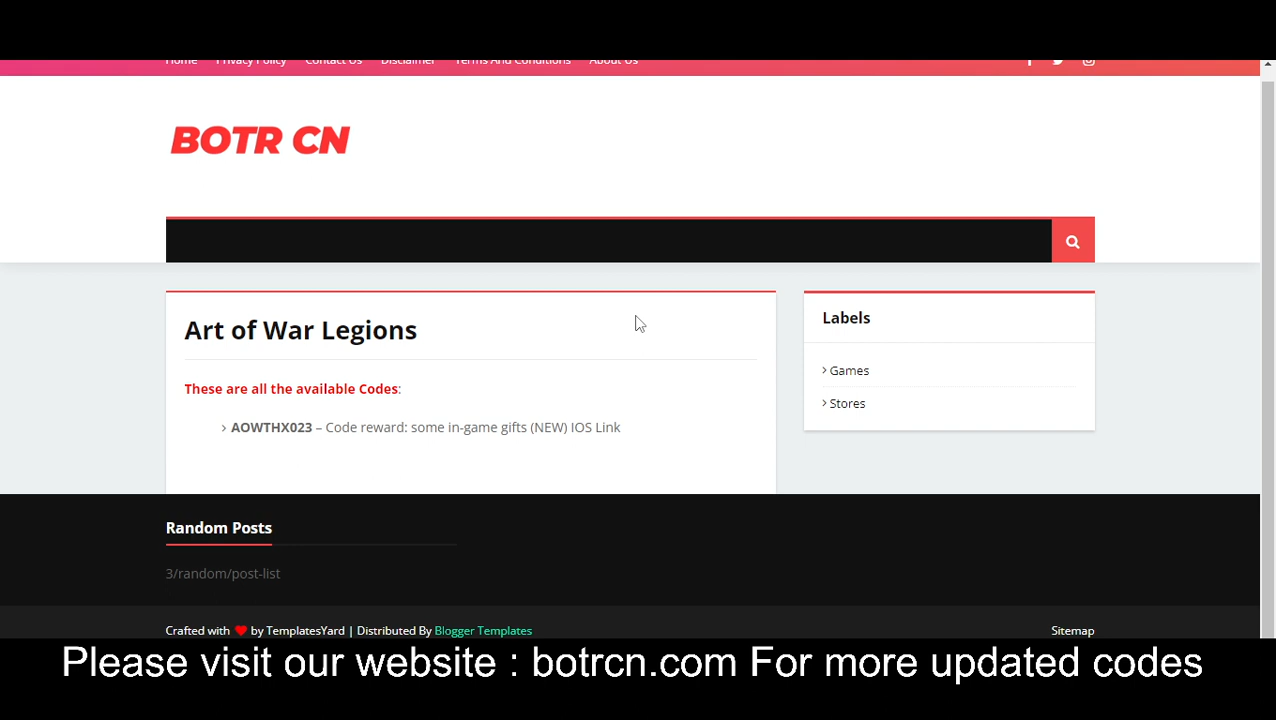 Home Privacy Policy Contact Us Disclaimer Terms And Conditions About Us
BOTR CN
Art of War Legions
These are all the available Codes:
AOWTHX023 – Code reward: some in-game gifts (NEW) IOS Link
Labels
Games
Stores
Random Posts
3/random/post-list
Crafted with ❤ by TemplatesYard | Distributed By Blogger Templates
Sitemap
Please visit our website : botrcn.com For more updated codes